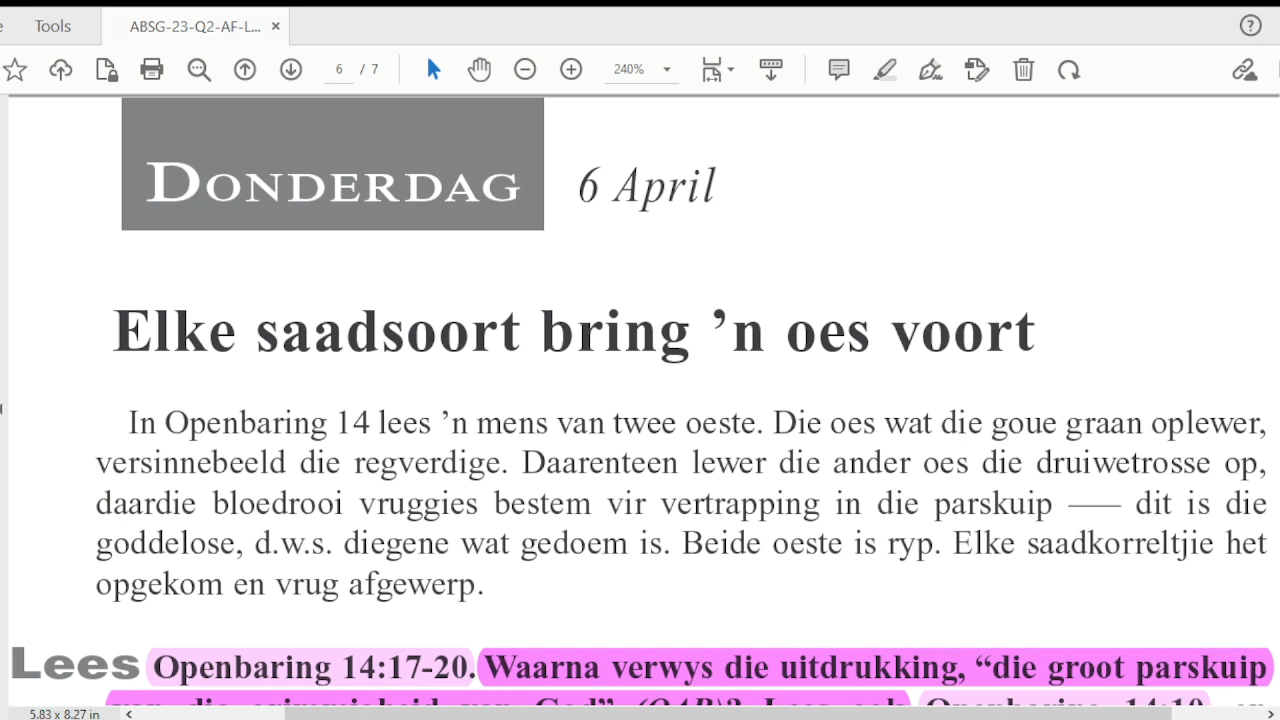 Tools
ABSG-23-Q2-AF-L... ×
6 / 7
240%
DONDERDAG 6 April
Elke saadsoort bring ’n oes voort
In Openbaring 14 lees ’n mens van twee oeste. Die oes wat die goue graan oplewer,
versinnebeeld die regverdige. Daarenteen lewer die ander oes die druiwetrosse op,
daardie bloedrooi vruggies bestem vir vertrapping in die parskuip — dit is die
goddelose, d.w.s. diegene wat gedoem is. Beide oeste is ryp. Elke saadkorreltjie het
opgekom en vrug afgewerp.
Lees Openbaring 14:17-20. Waarna verwys die uitdrukking, “die groot parskuip
5.83 x 8.27 in